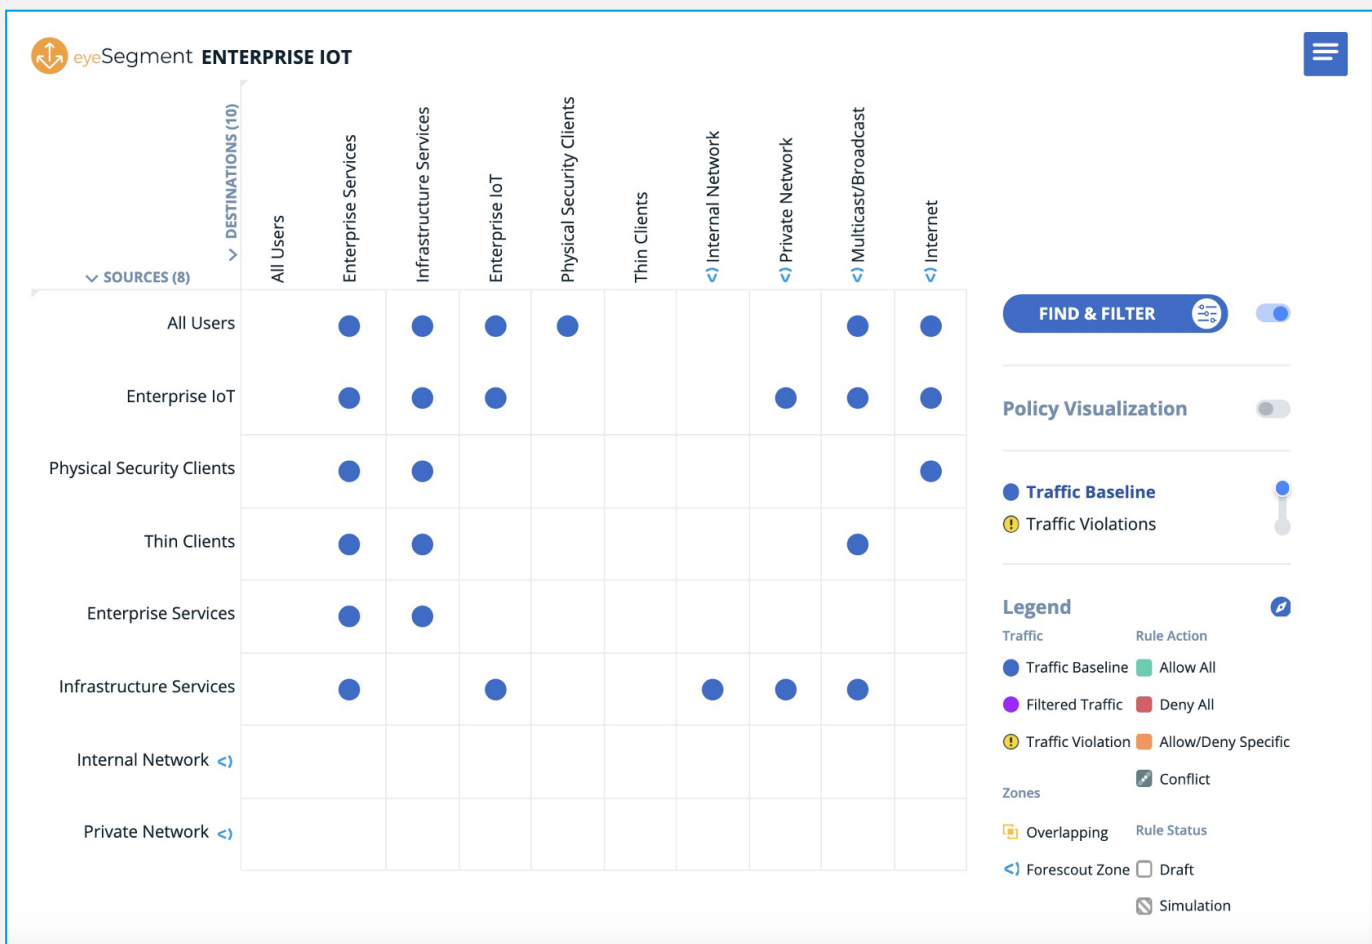 eyeSegment ENTERPRISE IOT
DESTINATIONS (10)
SOURCES (8)
All Users
Enterprise Services
Infrastructure Services
Enterprise IoT
Physical Security Clients
Thin Clients
Internal Network
Private Network
Multicast/Broadcast
Internet
All Users
Enterprise IoT
Physical Security Clients
Thin Clients
Enterprise Services
Infrastructure Services
Internal Network
Private Network
FIND & FILTER
Policy Visualization
Traffic Baseline
Traffic Violations
Legend
Traffic
Rule Action
Traffic Baseline
Allow All
Filtered Traffic
Deny All
Traffic Violation
Allow/Deny Specific
Conflict
Zones
Overlapping
Rule Status
Forescout Zone
Draft
Simulation